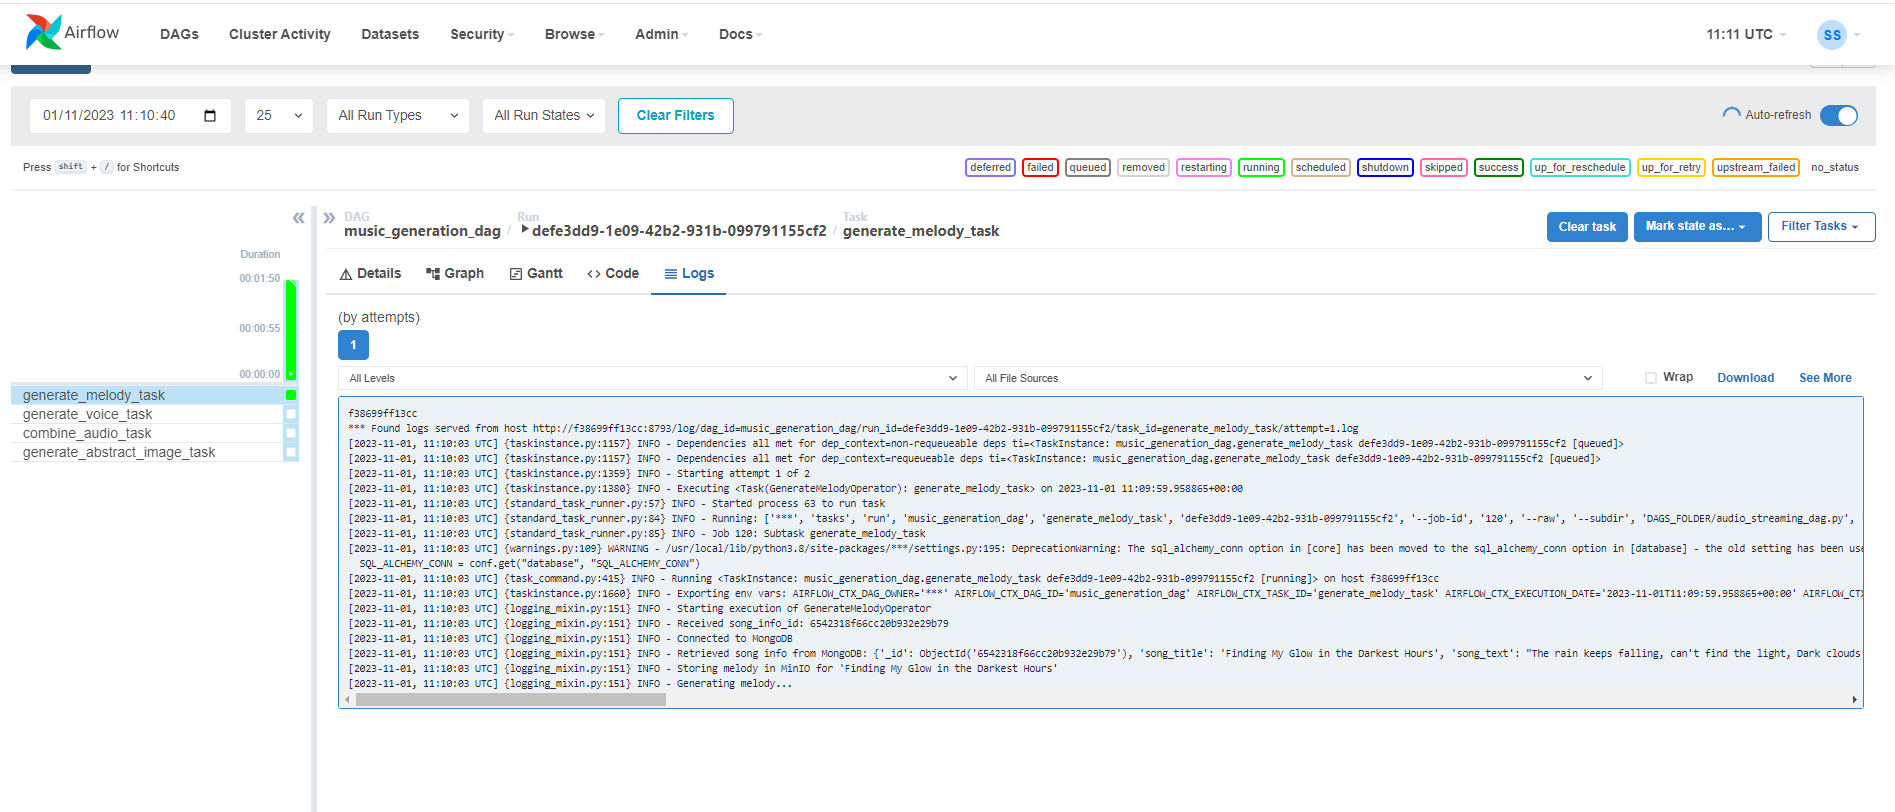 Airflow DAGs Cluster Activity Datasets Security Browse Admin Docs 11:11 UTC SS
01/11/2023 11:10:40 25 All Run Types All Run States Clear Filters Auto-refresh
Press shift + / for Shortcuts deferred failed queued removed restarting running scheduled shutdown skipped success up_for_reschedule up_for_retry upstream_failed no_status
DAG Run Task
music_generation_dag / defe3dd9-1e09-42b2-931b-099791155cf2 / generate_melody_task Clear task Mark state as... Filter Tasks
Duration
00:01:50
00:00:55
00:00:00
generate_melody_task
generate_voice_task
combine_audio_task
generate_abstract_image_task
Details Graph Gantt <> Code Logs
(by attempts)
1
All Levels All File Sources Wrap Download See More
f38699ff13cc
*** Found logs served from host http://f38699ff13cc:8793/log/dag_id=music_generation_dag/run_id=defe3dd9-1e09-42b2-931b-099791155cf2/task_id=generate_melody_task/attempt=1.log
[2023-11-01, 11:10:03 UTC] {taskinstance.py:1157} INFO - Dependencies all met for dep_context=non-requeueable deps ti=<TaskInstance: music_generation_dag.generate_melody_task defe3dd9-1e09-42b2-931b-099791155cf2 [queued]>
[2023-11-01, 11:10:03 UTC] {taskinstance.py:1157} INFO - Dependencies all met for dep_context=requeueable deps ti=<TaskInstance: music_generation_dag.generate_melody_task defe3dd9-1e09-42b2-931b-099791155cf2 [queued]>
[2023-11-01, 11:10:03 UTC] {taskinstance.py:1359} INFO - Starting attempt 1 of 2
[2023-11-01, 11:10:03 UTC] {taskinstance.py:1380} INFO - Executing <Task(GenerateMelodyOperator): generate_melody_task> on 2023-11-01 11:09:59.958865+00:00
[2023-11-01, 11:10:03 UTC] {standard_task_runner.py:57} INFO - Started process 63 to run task
[2023-11-01, 11:10:03 UTC] {standard_task_runner.py:84} INFO - Running: ['***', 'tasks', 'run', 'music_generation_dag', 'generate_melody_task', 'defe3dd9-1e09-42b2-931b-099791155cf2', '--job-id', '120', '--raw', '--subdir', 'DAGS_FOLDER/audio_streaming_dag.py',
[2023-11-01, 11:10:03 UTC] {standard_task_runner.py:85} INFO - Job 120: Subtask generate_melody_task
[2023-11-01, 11:10:03 UTC] {warnings.py:109} WARNING - /usr/local/lib/python3.8/site-packages/***/settings.py:195: DeprecationWarning: The sql_alchemy_conn option in [core] has been moved to the sql_alchemy_conn option in [database] - the old setting has been use
SQL_ALCHEMY_CONN = conf.get("database", "SQL_ALCHEMY_CONN")
[2023-11-01, 11:10:03 UTC] {task_command.py:415} INFO - Running <TaskInstance: music_generation_dag.generate_melody_task defe3dd9-1e09-42b2-931b-099791155cf2 [running]> on host f38699ff13cc
[2023-11-01, 11:10:03 UTC] {taskinstance.py:1660} INFO - Exporting env vars: AIRFLOW_CTX_DAG_OWNER='***' AIRFLOW_CTX_DAG_ID='music_generation_dag' AIRFLOW_CTX_TASK_ID='generate_melody_task' AIRFLOW_CTX_EXECUTION_DATE='2023-11-01T11:09:59.958865+00:00' AIRFLOW_CTX
[2023-11-01, 11:10:03 UTC] {logging_mixin.py:151} INFO - Starting execution of GenerateMelodyOperator
[2023-11-01, 11:10:03 UTC] {logging_mixin.py:151} INFO - Received song_info_id: 6542318f66cc20b932e29b79
[2023-11-01, 11:10:03 UTC] {logging_mixin.py:151} INFO - Connected to MongoDB
[2023-11-01, 11:10:03 UTC] {logging_mixin.py:151} INFO - Retrieved song info from MongoDB: {'_id': ObjectId('6542318f66cc20b932e29b79'), 'song_title': 'Finding My Glow in the Darkest Hours', 'song_text': "The rain keeps falling, can't find the light, Dark clouds
[2023-11-01, 11:10:03 UTC] {logging_mixin.py:151} INFO - Storing melody in MinIO for 'Finding My Glow in the Darkest Hours'
[2023-11-01, 11:10:03 UTC] {logging_mixin.py:151} INFO - Generating melody...